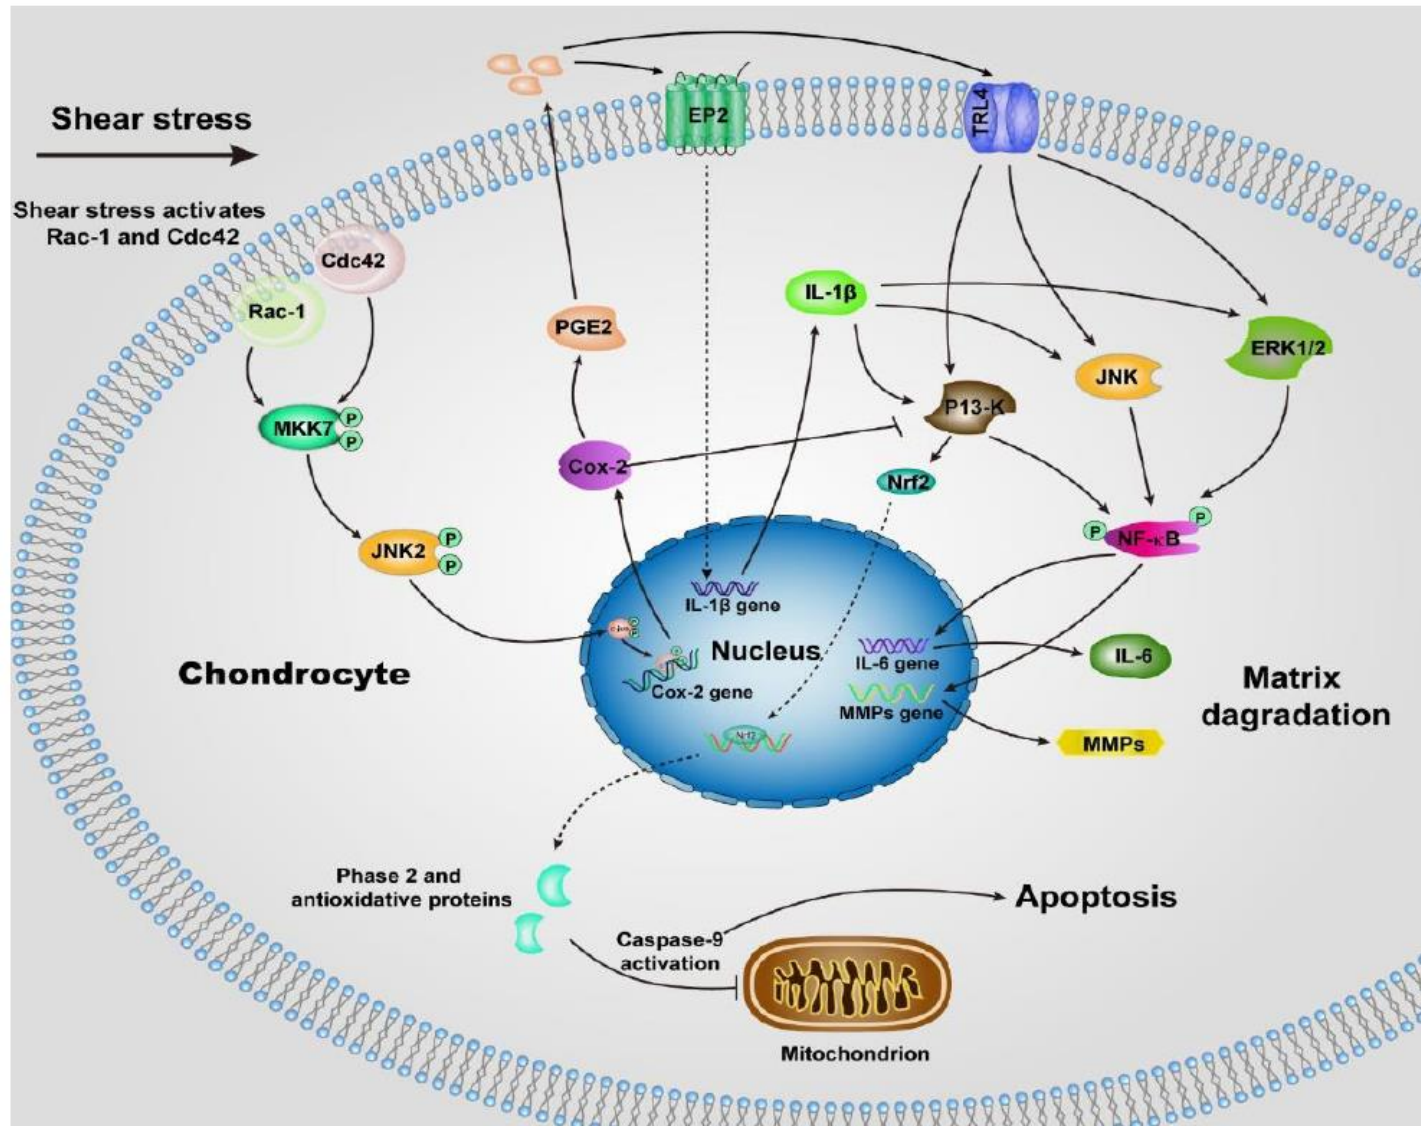 Shear stress
Shear stress activates
Rac-1 and Cdc42
EP2
TRL4
Cdc42
Rac-1
IL-1β
PGE2
ERK1/2
JNK
P13-K
P
MKK7
P
Cox-2
Nrf2
P
P
NF-κB
P
JNK2
P
IL-1β gene
P
P
Nucleus
IL-6 gene
IL-6
Cox-2 gene
MMPs gene
Chondrocyte
Matrix
dagradation
Nrf2
MMPs
Phase 2 and
antioxidative proteins
Apoptosis
Caspase-9
activation
Mitochondrion